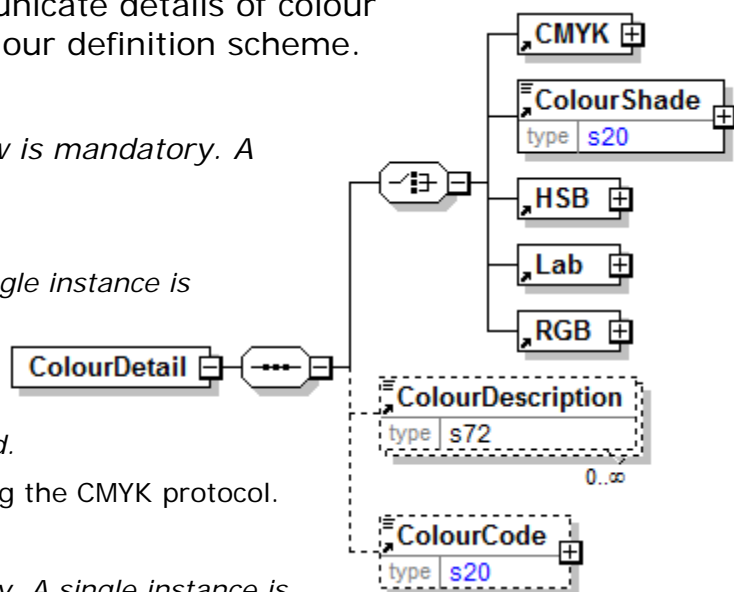 unicate details of colour
our definition scheme.
is mandatory. A
gle instance is
g the CMYK protocol.
A single instance is
CMYK
ColourShade
type s20
HSB
Lab
RGB
ColourDetail
ColourDescription
type s72
0..∞
ColourCode
type s20